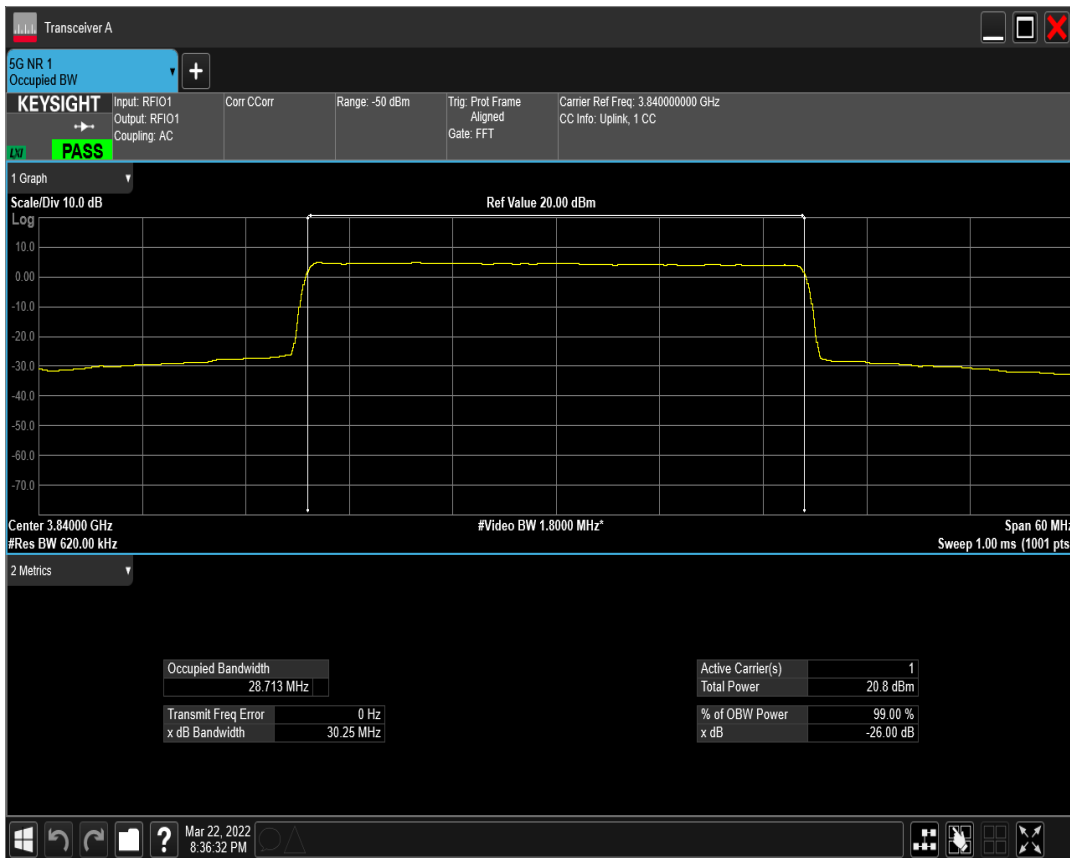 Transceiver A
5G NR 1
Occupied BW
+
KEYSIGHT
LXI
PASS
Input: RFIO1
Output: RFIO1
Coupling: AC
Corr CCorr
Range: -50 dBm
Trig: Prot Frame
Aligned
Gate: FFT
Carrier Ref Freq: 3.840000000 GHz
CC Info: Uplink, 1 CC
1 Graph
Scale/Div 10.0 dB
Ref Value 20.00 dBm
Log
10.0
0.00
-10.0
-20.0
-30.0
-40.0
-50.0
-60.0
-70.0
Center 3.84000 GHz
#Video BW 1.8000 MHz*
Span 60 MHz
#Res BW 620.00 kHz
Sweep 1.00 ms (1001 pts
2 Metrics
Occupied Bandwidth
28.713 MHz
Transmit Freq Error 0 Hz
x dB Bandwidth 30.25 MHz
Active Carrier(s) 1
Total Power 20.8 dBm
% of OBW Power 99.00 %
x dB -26.00 dB
?
Mar 22, 2022
8:36:32 PM